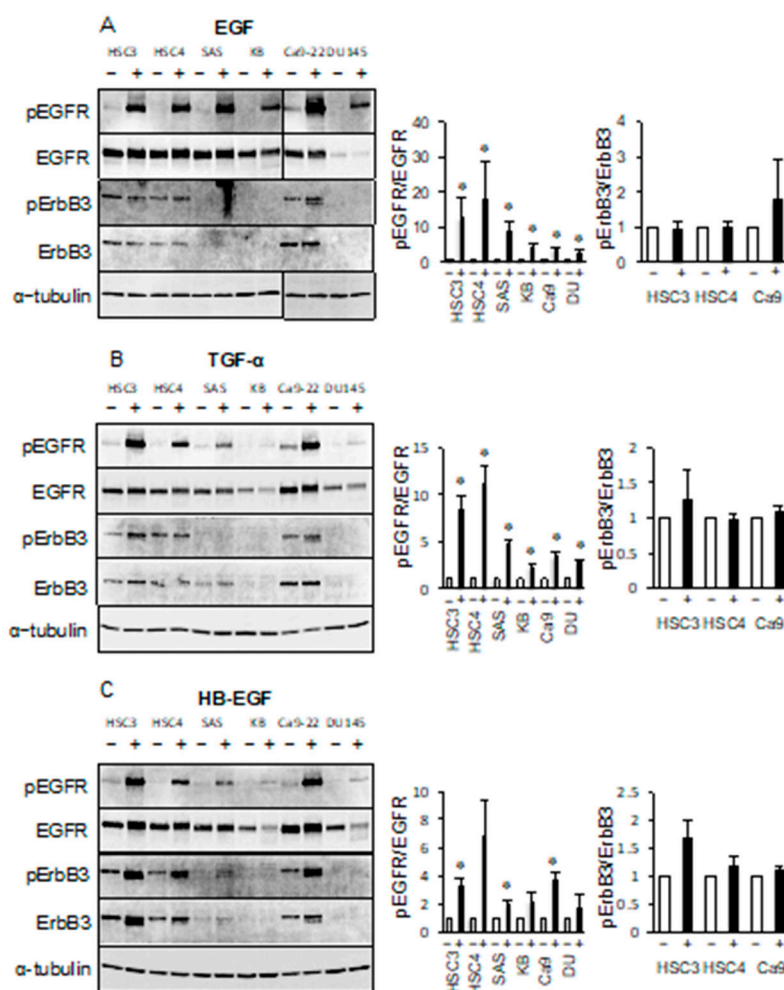 A EGF
HSC3 HSC4 SAS KB Ca9-22 DU145
− + − + − + − + − + − +
pEGFR
EGFR
pErbB3
ErbB3
α-tubulin
pEGFR/EGFR
40
30
20
10
0
* * * * * *
− + − + − + − + − + − +
HSC3 HSC4 SAS KB Ca9 DU
pErbB3/ErbB3
4
3
2
1
0
− + − + − +
HSC3 HSC4 Ca9
B TGF-α
HSC3 HSC4 SAS KB Ca9-22 DU145
− + − + − + − + − + − +
pEGFR
EGFR
pErbB3
ErbB3
α-tubulin
pEGFR/EGFR
15
10
5
0
* * * * * *
− + − + − + − + − + − +
HSC3 HSC4 SAS KB Ca9 DU
pErbB3/ErbB3
2
1.5
1
0.5
0
− + − + − +
HSC3 HSC4 Ca9
C HB-EGF
HSC3 HSC4 SAS KB Ca9-22 DU145
− + − + − + − + − + − +
pEGFR
EGFR
pErbB3
ErbB3
α-tubulin
pEGFR/EGFR
10
8
6
4
2
0
* * *
− + − + − + − + − + − +
HSC3 HSC4 SAS KB Ca9 DU
pErbB3/ErbB3
2.5
2
1.5
1
0.5
0
− + − + − +
HSC3 HSC4 Ca9